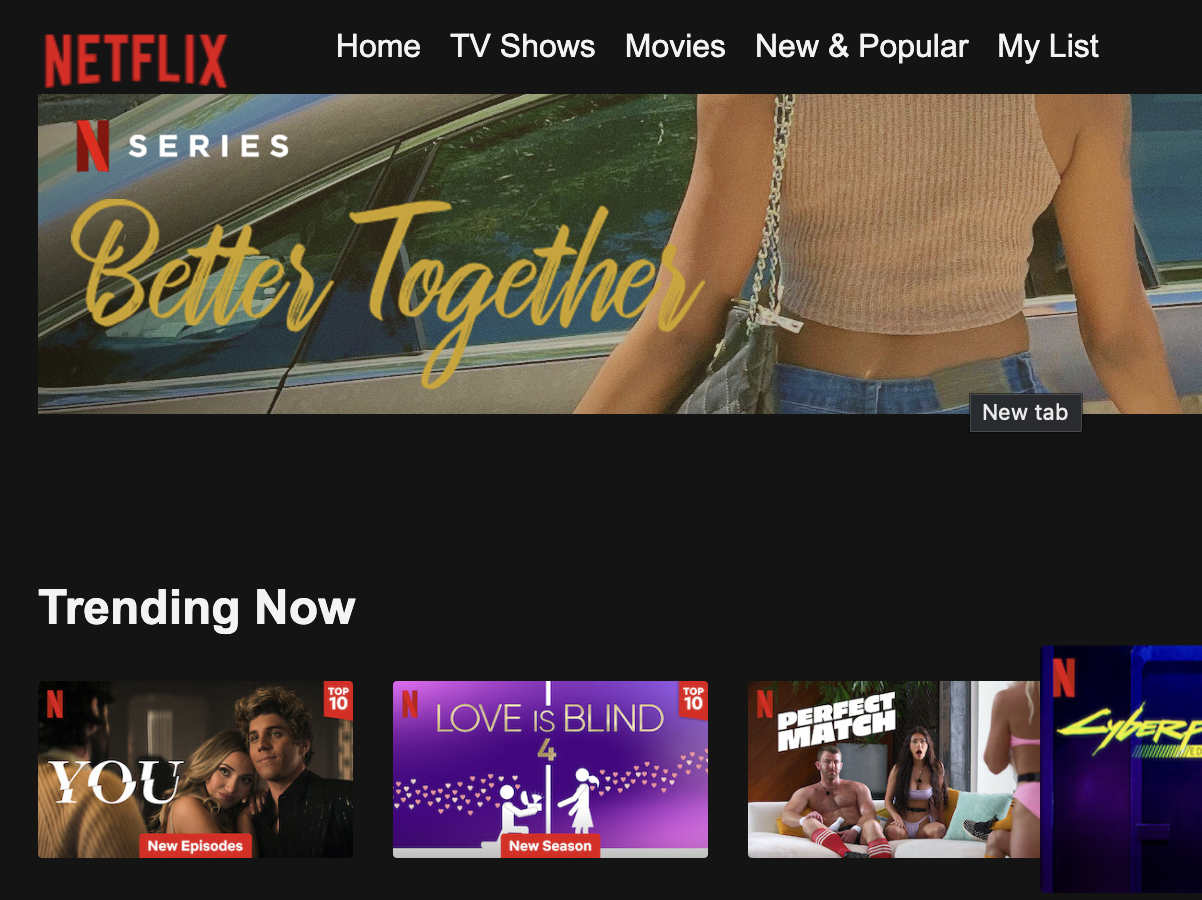 NETFLIX
Home TV Shows Movies New & Popular My List
N SERIES
Better Together
New tab
Trending Now
N
TOP
10
YOU
New Episodes
N
TOP
10
LOVE IS BLIND
4
New Season
N
PERFECT
MATCH
N
CYBERP